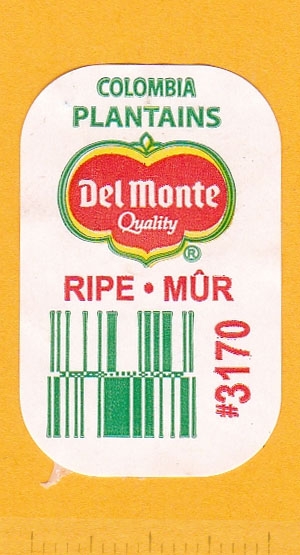 COLOMBIA
PLANTAINS
Del Monte
Quality
®
RIPE • MÛR
#3170